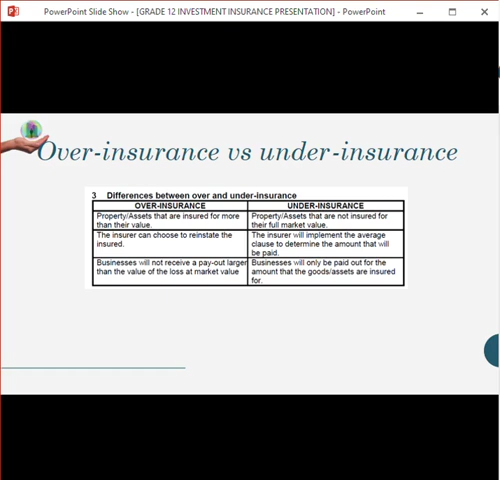 PowerPoint Slide Show - [GRADE 12 INVESTMENT INSURANCE PRESENTATION] - PowerPoint
Over-insurance vs under-insurance
3 Differences between over and under-insurance
OVER-INSURANCE
UNDER-INSURANCE
Property/Assets that are insured for more
than their value.
Property/Assets that are not insured for
their full market value.
The insurer can choose to reinstate the
insured.
The insurer will implement the average
clause to determine the amount that will
be paid.
Businesses will not receive a pay-out larger
than the value of the loss at market value
Businesses will only be paid out for the
amount that the goods/assets are insured
for.